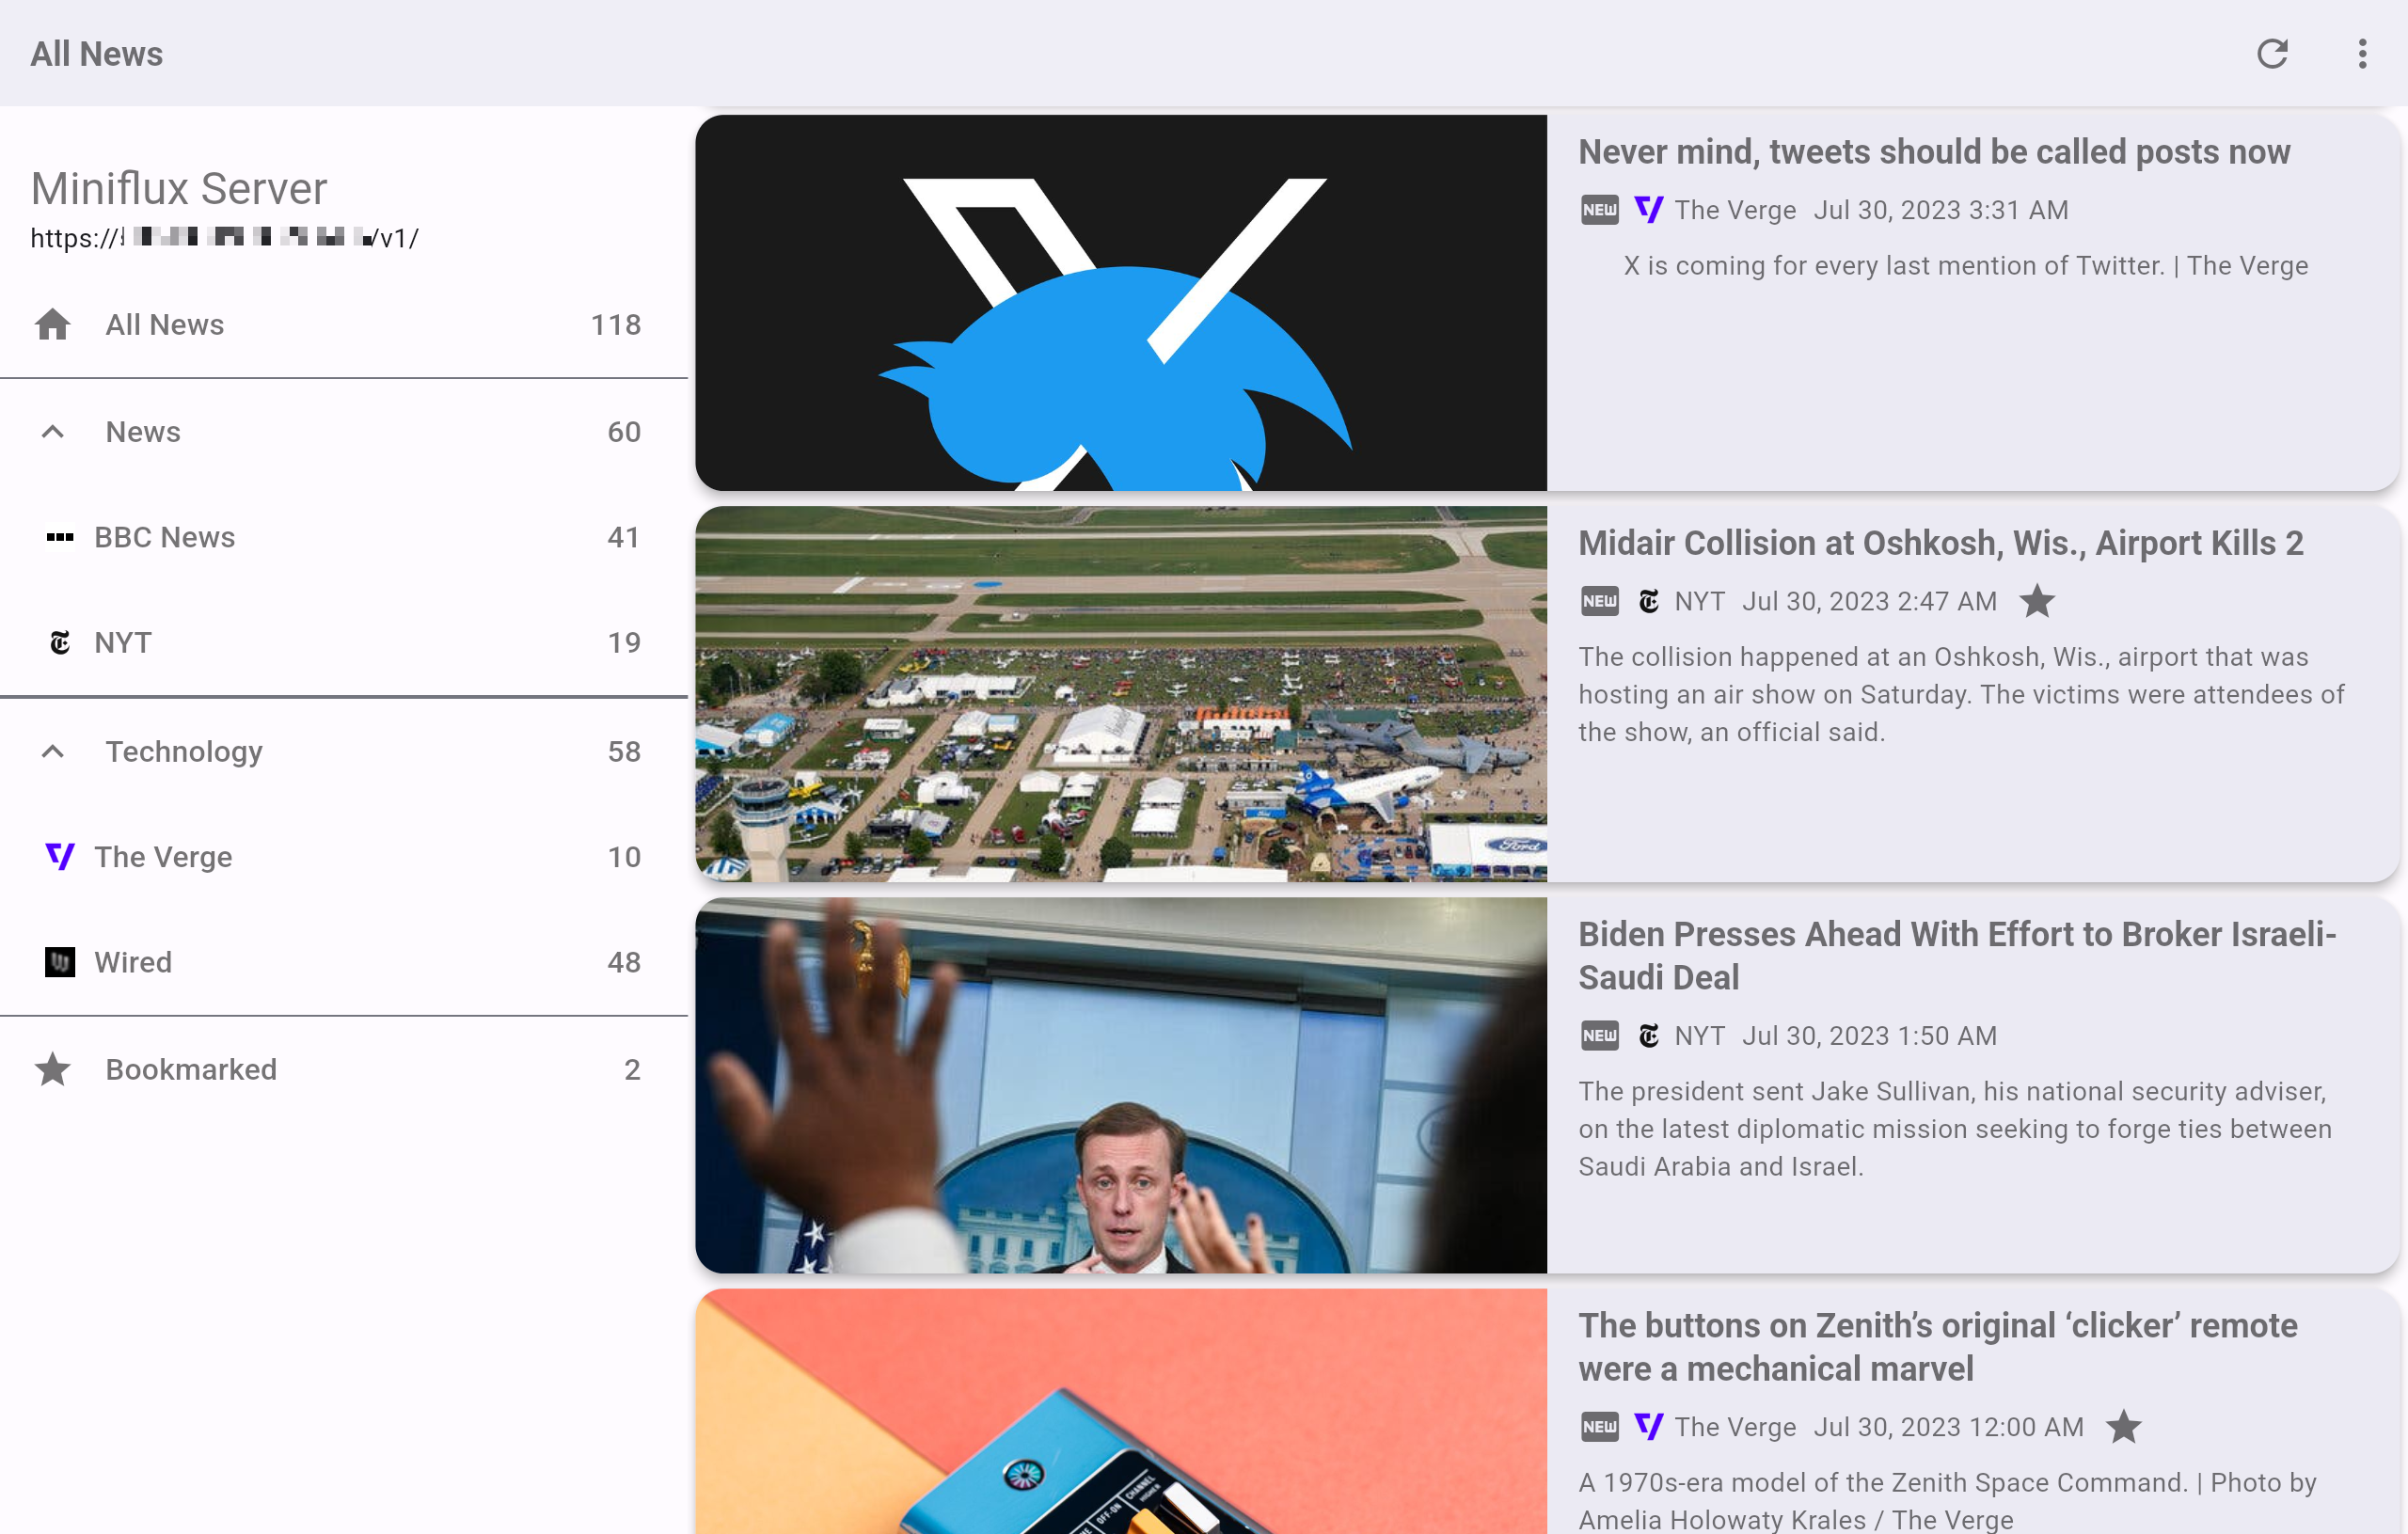 All News
Miniflux Server
https:// /v1/
All News 118
News 60
BBC News 41
NYT 19
Technology 58
The Verge 10
Wired 48
Bookmarked 2
Never mind, tweets should be called posts now
NEW The Verge Jul 30, 2023 3:31 AM
X is coming for every last mention of Twitter. | The Verge
Midair Collision at Oshkosh, Wis., Airport Kills 2
NEW NYT Jul 30, 2023 2:47 AM
The collision happened at an Oshkosh, Wis., airport that was
hosting an air show on Saturday. The victims were attendees of
the show, an official said.
Ford
Biden Presses Ahead With Effort to Broker Israeli-
Saudi Deal
NEW NYT Jul 30, 2023 1:50 AM
The president sent Jake Sullivan, his national security adviser,
on the latest diplomatic mission seeking to forge ties between
Saudi Arabia and Israel.
The buttons on Zenith’s original ‘clicker’ remote
were a mechanical marvel
NEW The Verge Jul 30, 2023 12:00 AM
A 1970s-era model of the Zenith Space Command. | Photo by
Amelia Holowaty Krales / The Verge
CHANNEL
HIGHER
OFF-ON